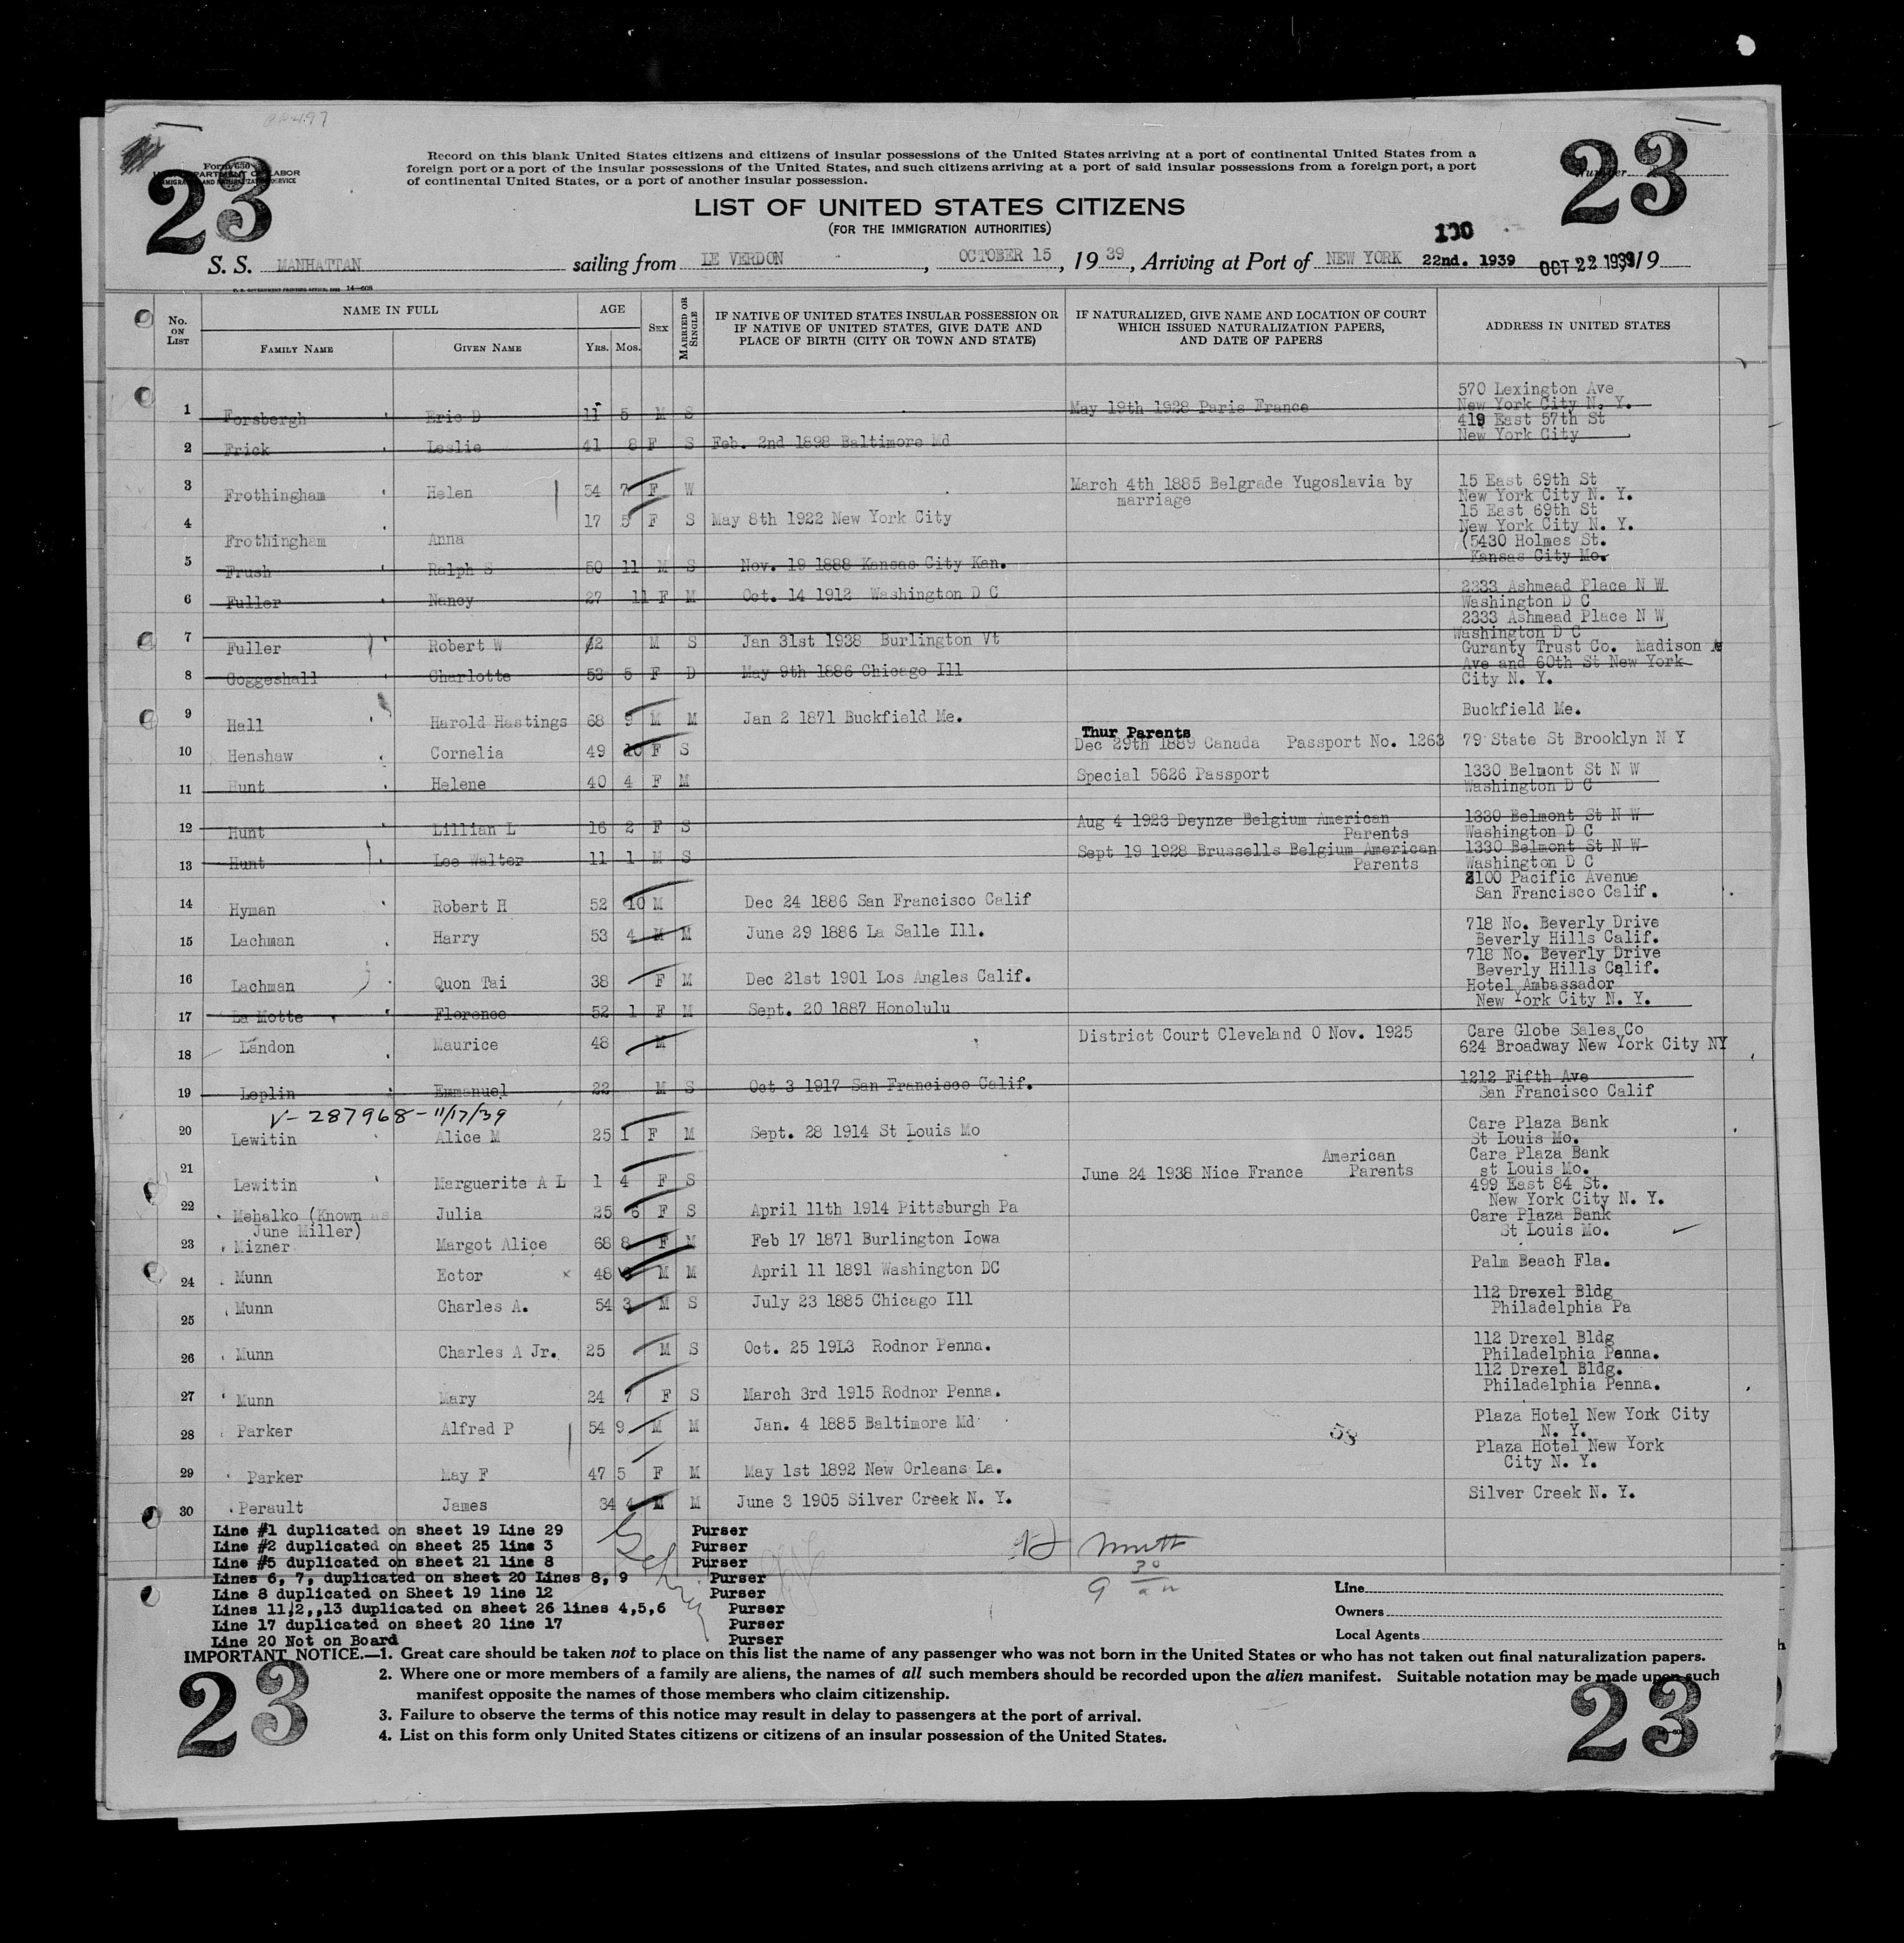 23
23
Form 630
U. S. DEPARTMENT OF LABOR
IMMIGRATION AND NATURALIZATION SERVICE
Number
Record on this blank United States citizens and citizens of insular possessions of the United States arriving at a port of continental United States from a
foreign port or a port of the insular possessions of the United States, and such citizens arriving at a port of said insular possessions from a foreign port, a port
of continental United States, or a port of another insular possession.
LIST OF UNITED STATES CITIZENS
(FOR THE IMMIGRATION AUTHORITIES)
100
S. S. MANHATTAN sailing from LE VERDON, OCTOBER 15, 1939, Arriving at Port of NEW YORK 22nd. 1939 OCT 22 1939, 19
No. ON LIST NAME IN FULL AGE SEX MARRIED OR SINGLE IF NATIVE OF UNITED STATES INSULAR POSSESSION OR IF NATIVE OF UNITED STATES, GIVE DATE AND PLACE OF BIRTH (CITY OR TOWN AND STATE) IF NATURALIZED, GIVE NAME AND LOCATION OF COURT WHICH ISSUED NATURALIZATION PAPERS, AND DATE OF PAPERS ADDRESS IN UNITED STATES
FAMILY NAME GIVEN NAME YRS. MOS.
1 Forsbergh Eric D 11 5 M S May 19th 1928 Paris France 570 Lexington Ave
New York City N. Y.
2 Frick Leslie 41 8 F S Feb. 2nd 1898 Baltimore Md 419 East 57th St
New York City
3 Frothingham Helen 54 7 F W March 4th 1885 Belgrade Yugoslavia by marriage 15 East 69th St
New York City N. Y.
4 Frothingham Anna 17 5 F S May 8th 1922 New York City 15 East 69th St
New York City N. Y.
5 Frush Ralph S 50 11 M S Nov. 19 1888 Kansas City Kan. (5430 Holmes St.
Kansas City Mo.
6 Fuller Nancy 27 11 F M Oct. 14 1912 Washington D C 2333 Ashmead Place N W
Washington D C
7 Fuller Robert W 2 M S Jan 31st 1938 Burlington Vt 2333 Ashmead Place N W
Washington D C
8 Goggeshall Charlotte 53 5 F D May 9th 1886 Chicago Ill Guranty Trust Co. Madison
Ave and 60th St New York
City N. Y.
9 Hall Harold Hastings 68 9 M M Jan 2 1871 Buckfield Me. Buckfield Me.
Thur Parents
10 Henshaw Cornelia 49 10 F S Dec 29th 1889 Canada Passport No. 1263 79 State St Brooklyn N Y
11 Hunt Helene 40 4 F M Special 5626 Passport 1330 Belmont St N W
Washington D C
12 Hunt Lillian L 16 2 F S Aug 4 1923 Deynze Belgium American Parents 1330 Belmont St N W
Washington D C
13 Hunt Lee Walter 11 1 M S Sept 19 1928 Brussells Belgium American Parents 1330 Belmont St N W
Washington D C
14 Hyman Robert H 52 10 M Dec 24 1886 San Francisco Calif 2100 Pacific Avenue
San Francisco Calif.
15 Lachman Harry 53 4 M M June 29 1886 La Salle Ill. 718 No. Beverly Drive
Beverly Hills Calif.
16 Lachman Quon Tai 38 F M Dec 21st 1901 Los Angles Calif. 718 No. Beverly Drive
Beverly Hills Calif.
17 La Motte Florence 52 1 F M Sept. 20 1887 Honolulu Hotel Ambassador
New York City N. Y.
18 Landon Maurice 48 M District Court Cleveland O Nov. 1925 Care Globe Sales Co
624 Broadway New York City NY
19 Loplin Emmanuel 22 M S Oct 3 1917 San Francisco Calif. 1212 Fifth Ave
San Francisco Calif
V-287968-11/17/39
20 Lewitin Alice M 25 1 F M Sept. 28 1914 St Louis Mo Care Plaza Bank
St Louis Mo.
21 Lewitin Marguerite A L 1 4 F S June 24 1938 Nice France American Parents Care Plaza Bank
st Louis Mo.
22 Mehalko (Known as June Miller) Julia 25 6 F S April 11th 1914 Pittsburgh Pa 499 East 84 St.
New York City N. Y.
23 Mizner Margot Alice 68 8 F M Feb 17 1871 Burlington Iowa Care Plaza Bank
St Louis Mo.
24 Munn Ector x 48 M M April 11 1891 Washington DC Palm Beach Fla.
25 Munn Charles A. 54 3 M S July 23 1885 Chicago Ill 112 Drexel Bldg
Philadelphia Pa
26 Munn Charles A Jr. 25 M S Oct. 25 19L3 Rodnor Penna. 112 Drexel Bldg
Philadelphia Penna.
27 Munn Mary 24 7 F S March 3rd 1915 Rodnor Penna. 112 Drexel Bldg.
Philadelphia Penna.
28 Parker Alfred P 54 9 M M Jan. 4 1885 Baltimore Md 58 Plaza Hotel New York City
N. Y.
29 Parker May F 47 5 F M May 1st 1892 New Orleans La. Plaza Hotel New York
City N. Y.
30 Perault James 34 4 M M June 3 1905 Silver Creek N. Y. Silver Creek N. Y.
Line #1 duplicated on sheet 19 Line 29 Purser
Line #2 duplicated on sheet 25 line 3 Purser
Line #5 duplicated on sheet 21 line 8 Purser
Lines 6, 7, duplicated on sheet 20 Lines 8, 9 Purser
Line 8 duplicated on Sheet 19 line 12 Purser
Lines 11,12,,13 duplicated on sheet 26 lines 4,5,6 Purser
Line 17 duplicated on sheet 20 line 17 Purser
Line 20 Not on Board Purser
Line
Owners
Local Agents
IMPORTANT NOTICE.—1. Great care should be taken not to place on this list the name of any passenger who was not born in the United States or who has not taken out final naturalization papers.
2. Where one or more members of a family are aliens, the names of all such members should be recorded upon the alien manifest. Suitable notation may be made upon such
manifest opposite the names of those members who claim citizenship.
3. Failure to observe the terms of this notice may result in delay to passengers at the port of arrival.
4. List on this form only United States citizens or citizens of an insular possession of the United States.
23
23